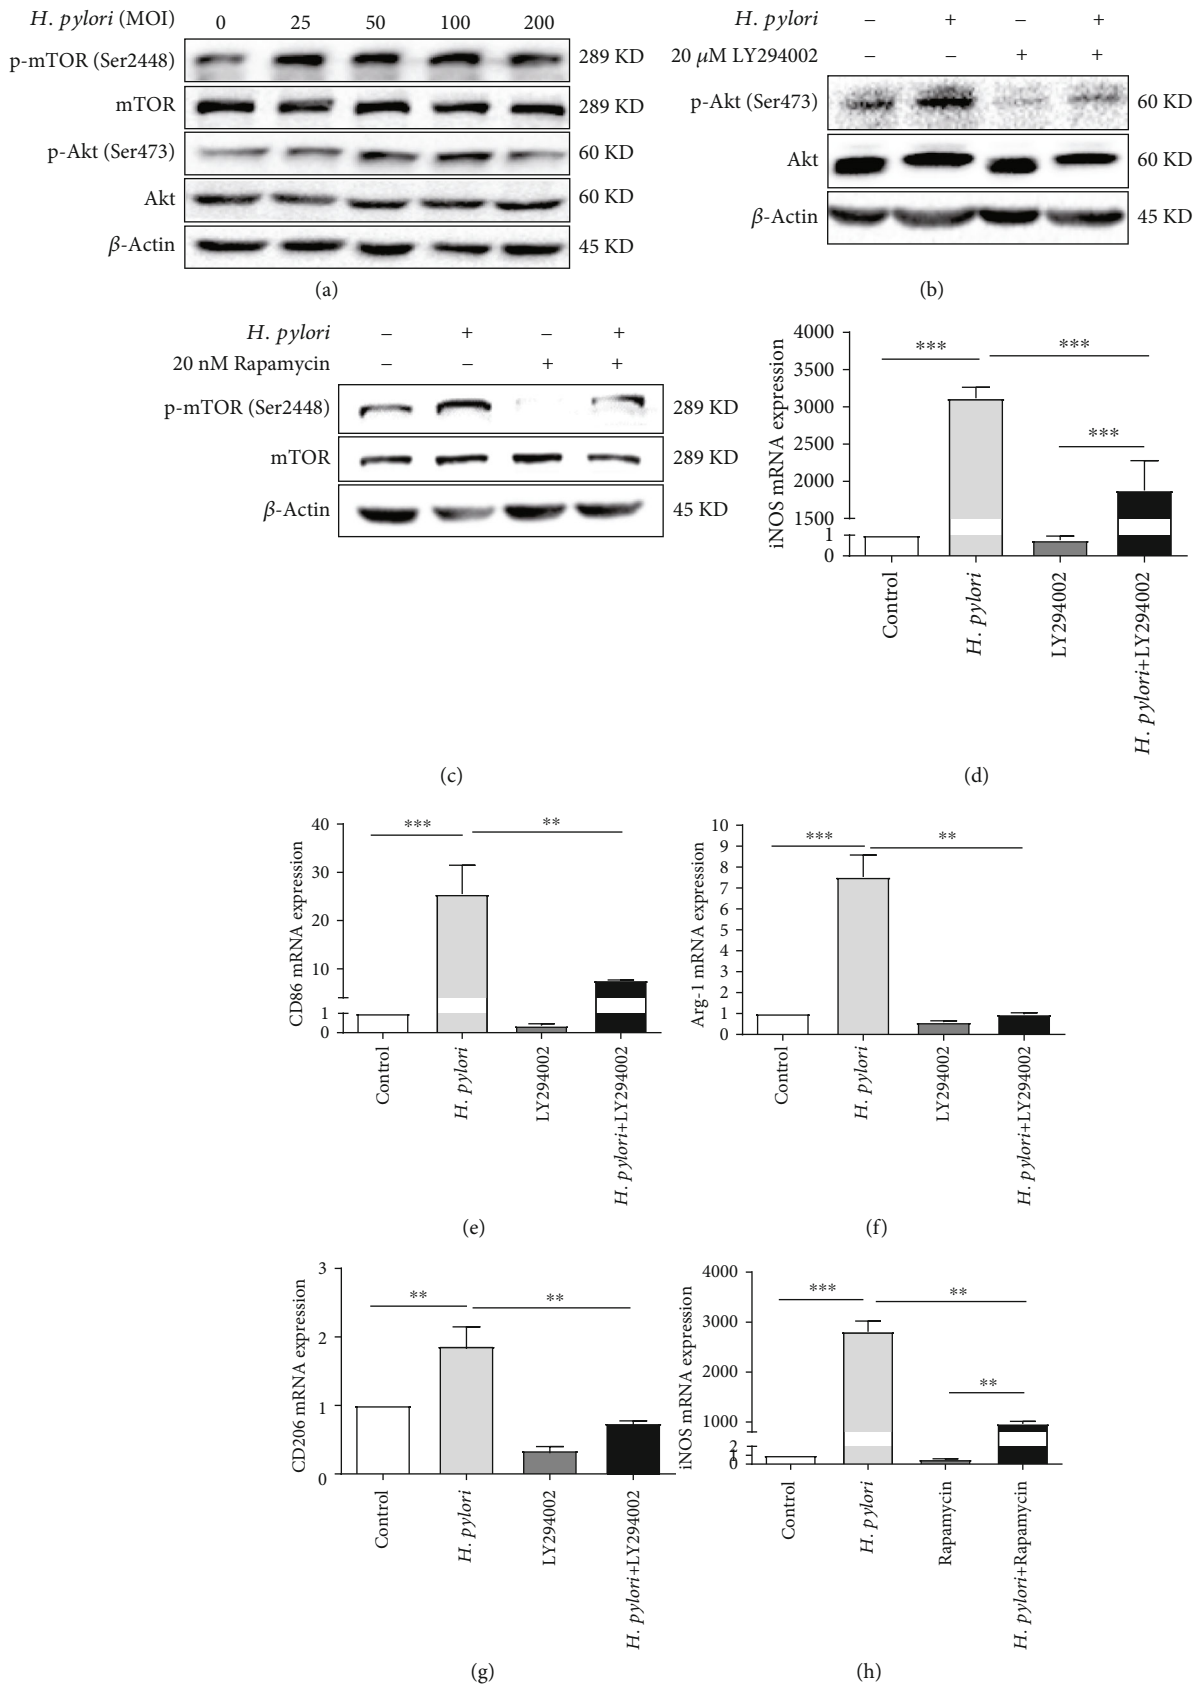 H. pylori (MOI) 0 25 50 100 200
p-mTOR (Ser2448) 289 KD
mTOR 289 KD
p-Akt (Ser473) 60 KD
Akt 60 KD
β-Actin 45 KD
(a)
H. pylori – + – +
20 μM LY294002 – – + +
p-Akt (Ser473) 60 KD
Akt 60 KD
β-Actin 45 KD
(b)
H. pylori – + – +
20 nM Rapamycin – – + +
p-mTOR (Ser2448) 289 KD
mTOR 289 KD
β-Actin 45 KD
(c)
iNOS mRNA expression
4000
3500
3000
2500
2000
1500
1
0
***
***
***
Control
H. pylori
LY294002
H. pylori+LY294002
(d)
CD86 mRNA expression
40
30
20
10
1
0
***
**
Control
H. pylori
LY294002
H. pylori+LY294002
(e)
Arg-1 mRNA expression
10
9
8
7
6
5
4
3
2
1
0
***
**
Control
H. pylori
LY294002
H. pylori+LY294002
(f)
CD206 mRNA expression
3
2
1
0
**
**
Control
H. pylori
LY294002
H. pylori+LY294002
(g)
iNOS mRNA expression
4000
3000
2000
1000
2
1
0
***
**
**
Control
H. pylori
Rapamycin
H. pylori+Rapamycin
(h)